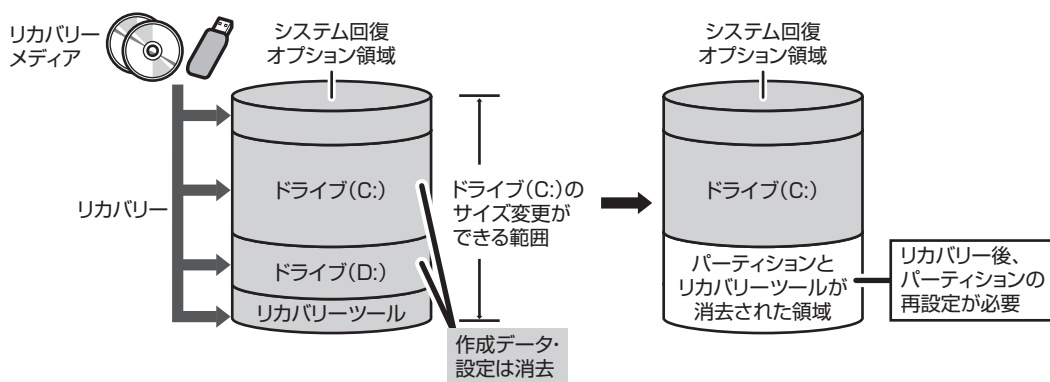 リカバリー
メディア
システム回復
オプション領域
リカバリー
ドライブ(C:)
ドライブ(D:)
リカバリーツール
ドライブ(C:)の
サイズ変更が
できる範囲
作成データ・
設定は消去
システム回復
オプション領域
ドライブ(C:)
パーティションと
リカバリーツールが
消去された領域
リカバリー後、
パーティションの
再設定が必要